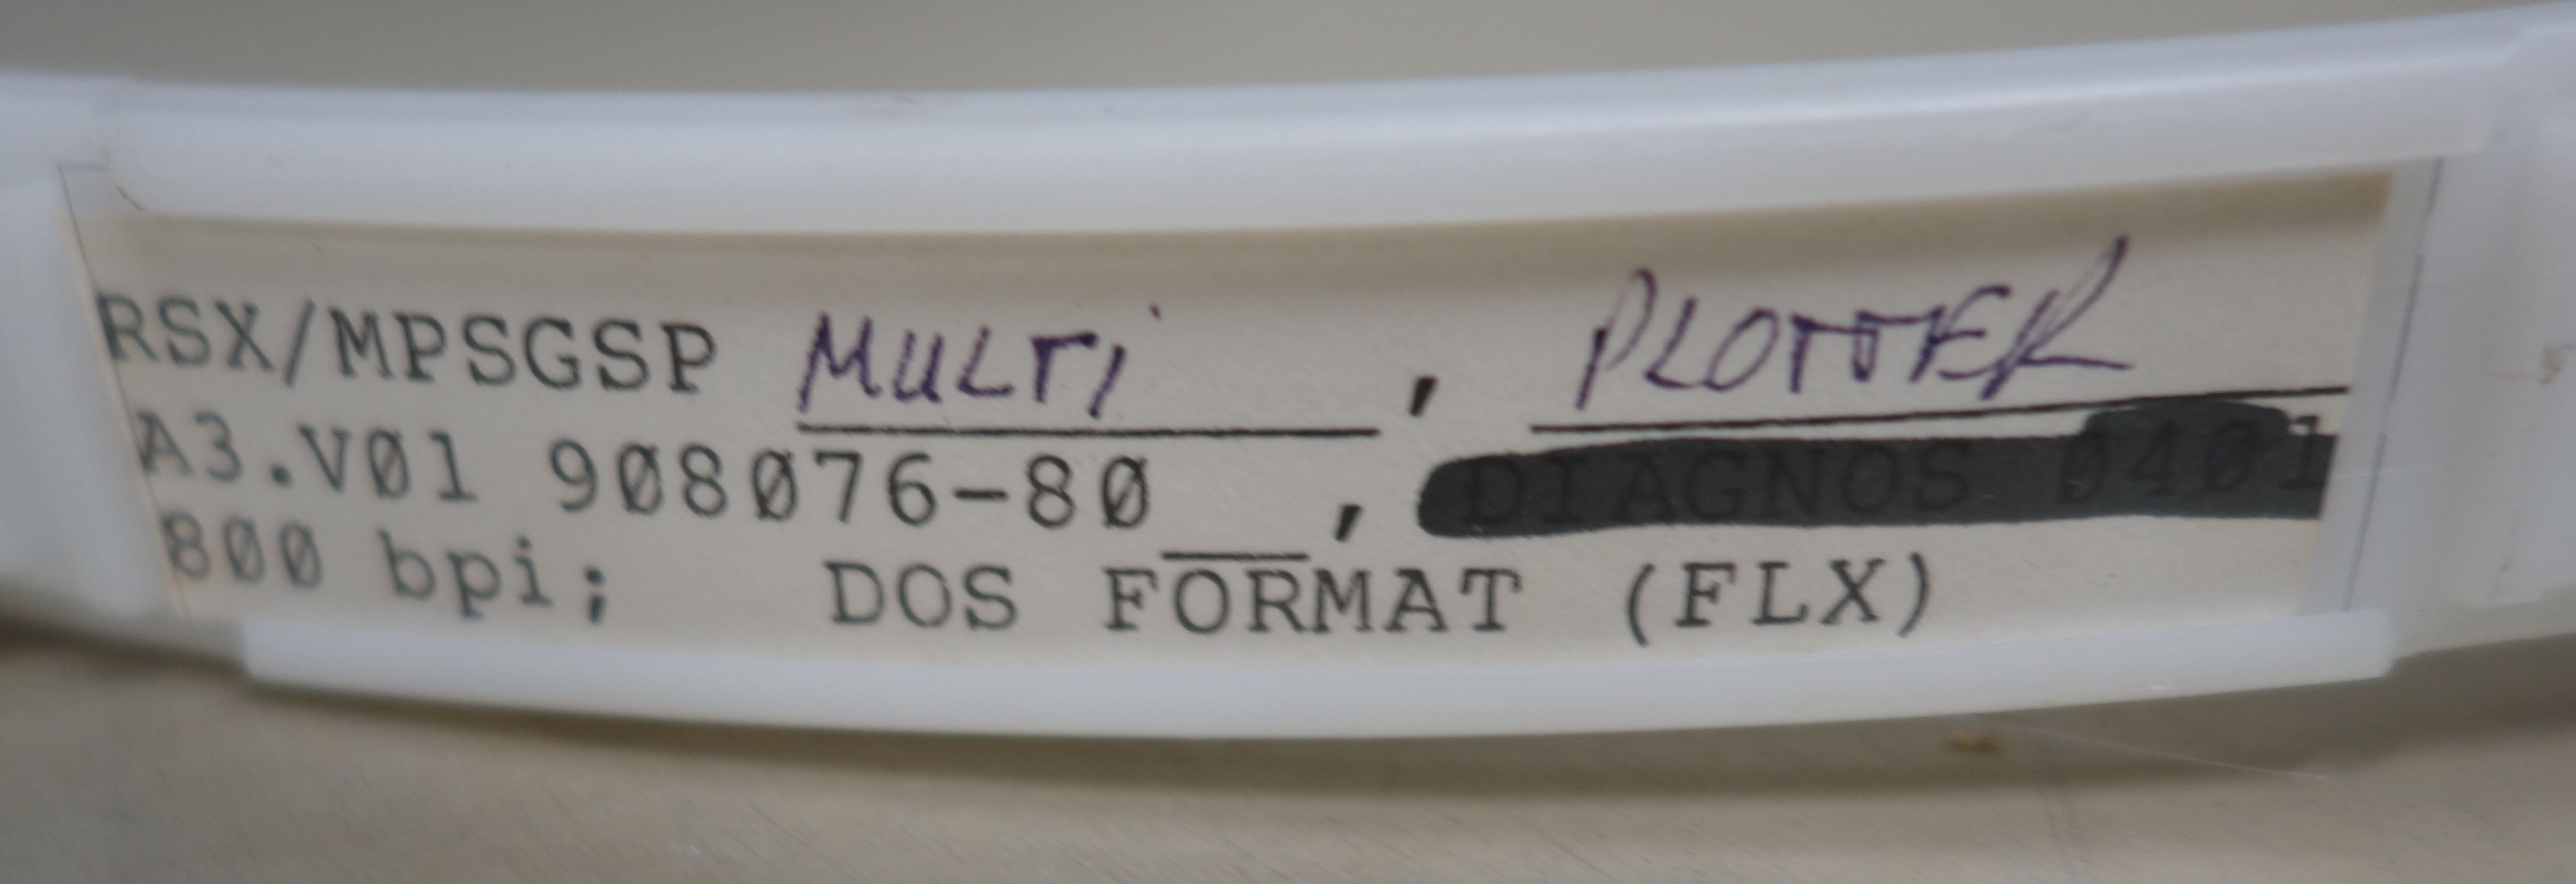 RSX/MPSGSP MULTI , PLOTTER
A3.V01 908076-80 , DIAGNOS 0401
800 bpi; DOS FORMAT (FLX)